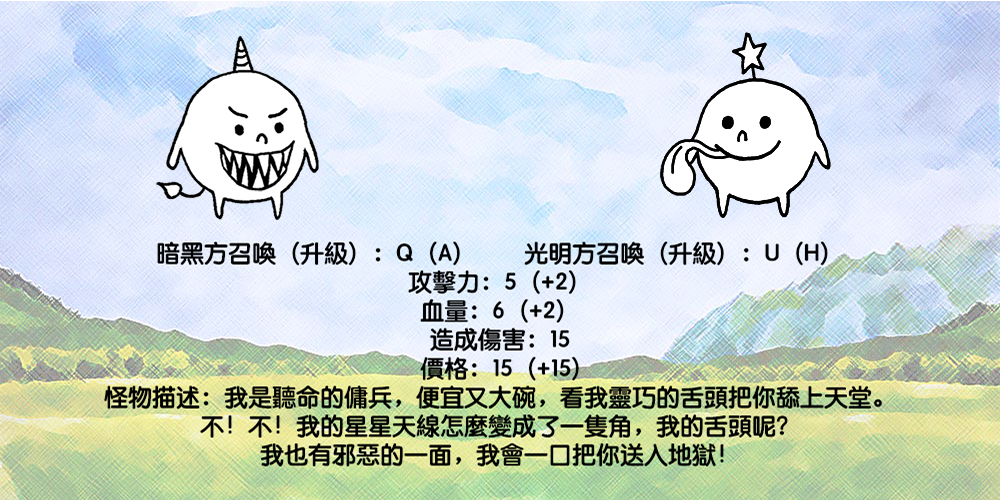 暗黑方召喚（升級）：Q（A）　　光明方召喚（升級）：U（H）
攻擊力：5（+2）
血量：6（+2）
造成傷害：15
價格：15（+15）
怪物描述：我是聽命的傭兵，便宜又大碗，看我靈巧的舌頭把你舔上天堂。
不！不！我的星星天線怎麼變成了一隻角，我的舌頭呢?
我也有邪惡的一面，我會一口把你送入地獄!